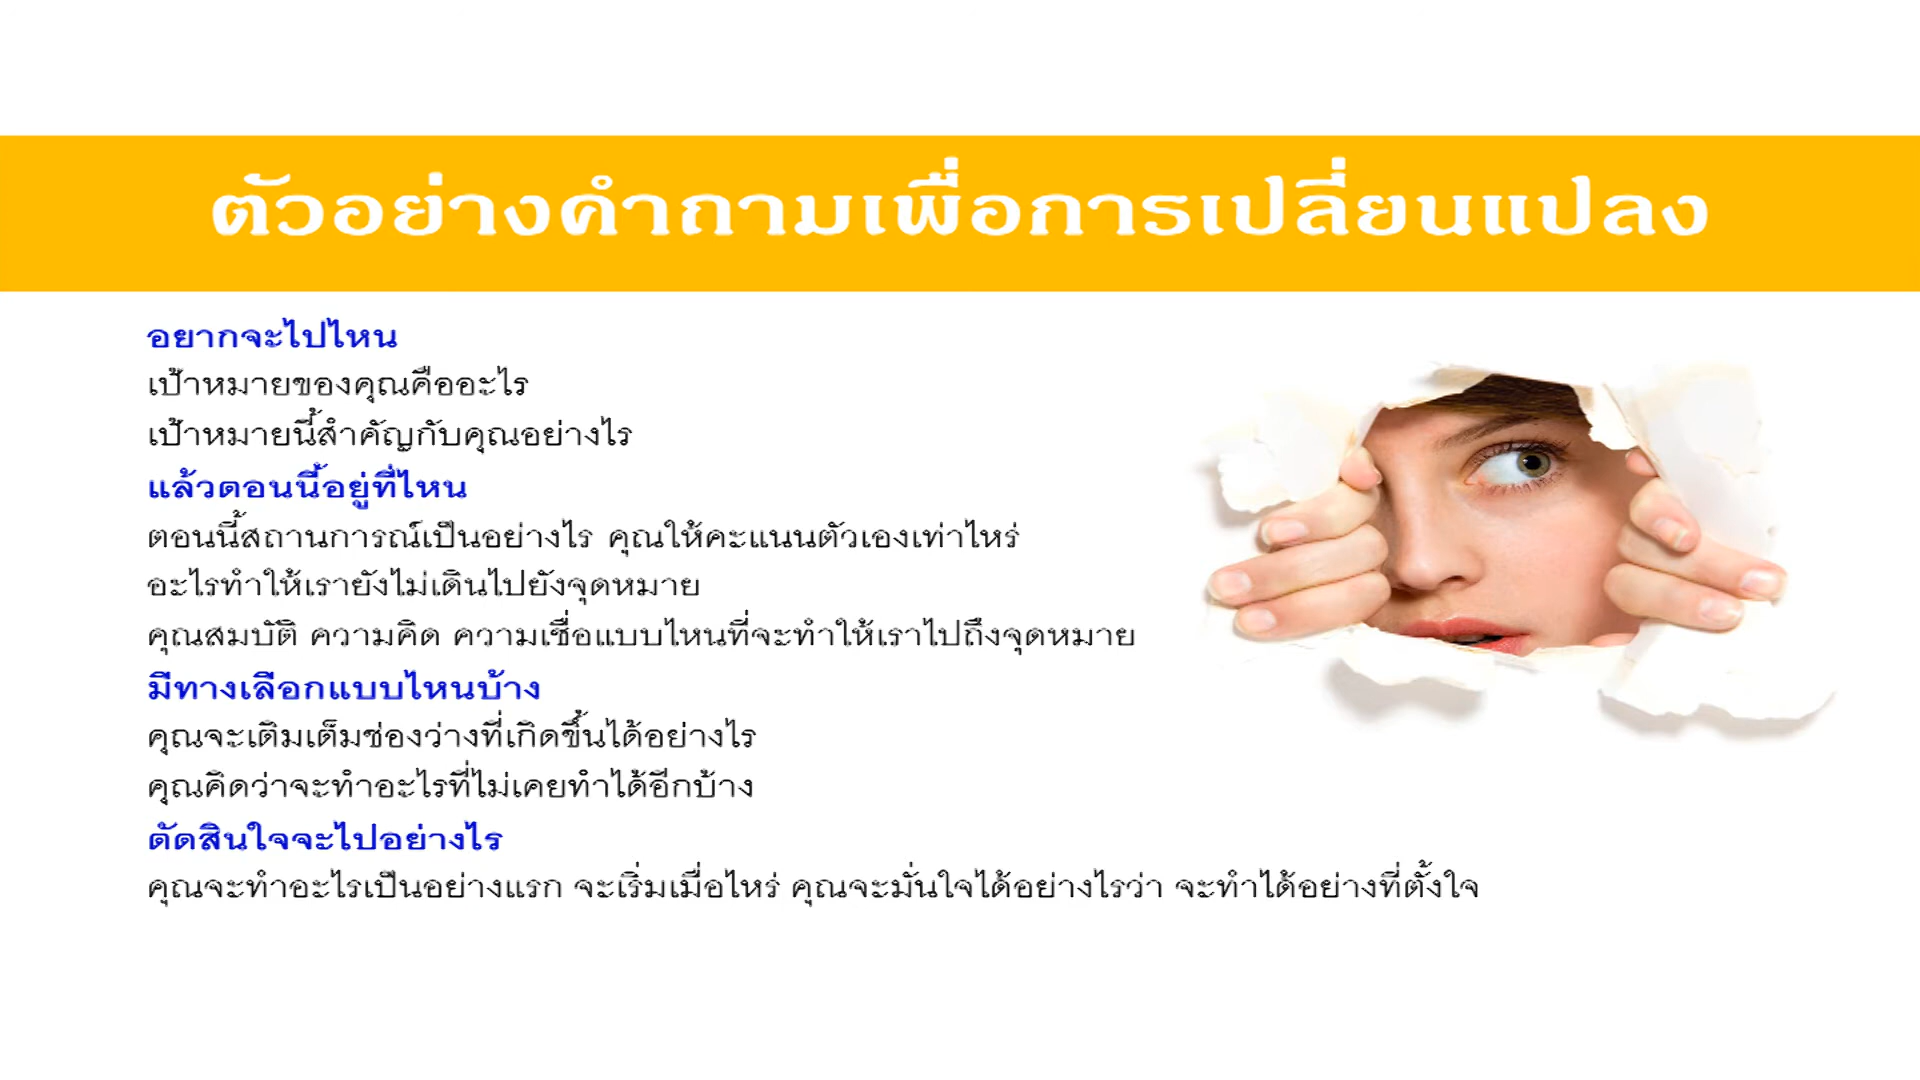 ตัวอย่างคำถามเพื่อการเปลี่ยนแปลง
อยากจะไปไหน
เป้าหมายของคุณคืออะไร
เป้าหมายนี้สำคัญกับคุณอย่างไร
แล้วตอนนี้อยู่ที่ไหน
ตอนนี้สถานการณ์เป็นอย่างไร คุณให้คะแนนตัวเองเท่าไหร่
อะไรทำให้เรายังไม่เดินไปยังจุดหมาย
คุณสมบัติ ความคิด ความเชื่อแบบไหนที่จะทำให้เราไปถึงจุดหมาย
มีทางเลือกแบบไหนบ้าง
คุณจะเติมเต็มช่องว่างที่เกิดขึ้นได้อย่างไร
คุณคิดว่าจะทำอะไรที่ไม่เคยทำได้อีกบ้าง
ตัดสินใจจะไปอย่างไร
คุณจะทำอะไรเป็นอย่างแรก จะเริ่มเมื่อไหร่ คุณจะมั่นใจได้อย่างไรว่า จะทำได้อย่างที่ตั้งใจ